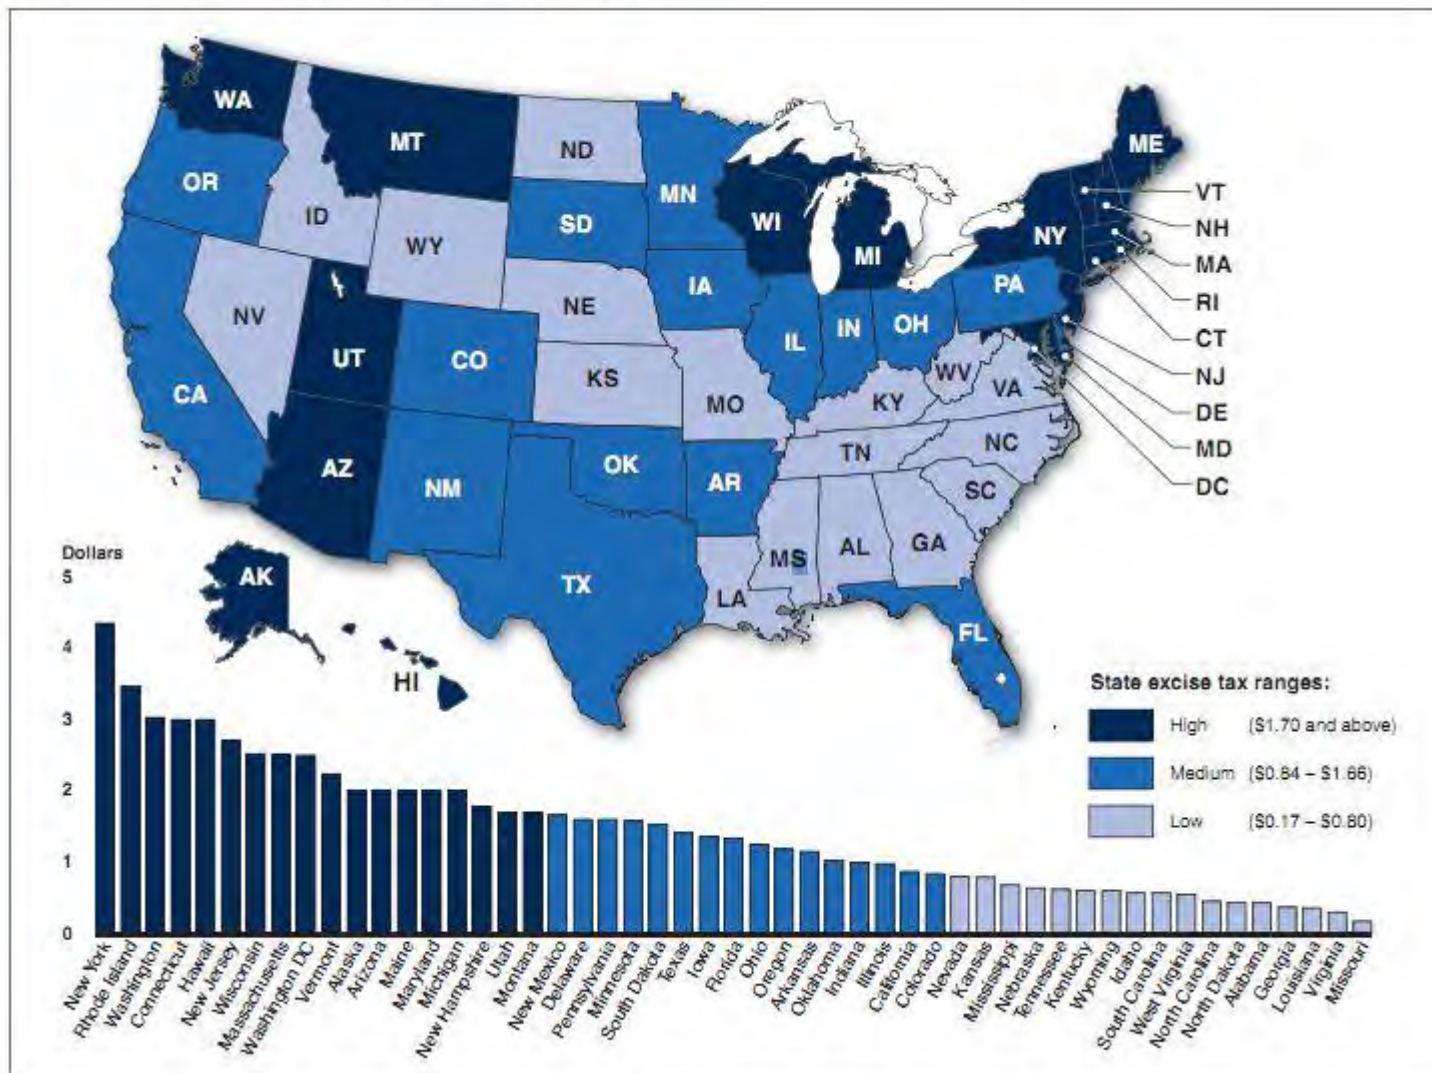 WA
MT
ME
ND
OR
MN
VT
ID
SD
WI
NY
NH
WY
MI
MA
IA
PA
RI
NE
NV
IL
IN
OH
CT
UT
CO
NJ
KS
WV
CA
MO
KY
VA
DE
NC
MD
TN
AZ
OK
NM
AR
SC
DC
MS
AL
GA
AK
TX
LA
FL
HI
Dollars
5
4
3
2
1
0
State excise tax ranges:
High ($1.70 and above)
Medium ($0.84 – $1.66)
Low ($0.17 – $0.80)
New York
Rhode Island
Washington
Connecticut
Hawaii
New Jersey
Wisconsin
Massachusetts
Washington DC
Vermont
Alaska
Arizona
Maine
Maryland
Michigan
New Hampshire
Utah
Montana
New Mexico
Delaware
Pennsylvania
Minnesota
South Dakota
Texas
Iowa
Florida
Ohio
Oregon
Arkansas
Oklahoma
Indiana
Illinois
California
Colorado
Nevada
Kansas
Mississippi
Nebraska
Tennessee
Kentucky
Wyoming
Idaho
South Carolina
West Virginia
North Carolina
North Dakota
Alabama
Georgia
Louisiana
Virginia
Missouri